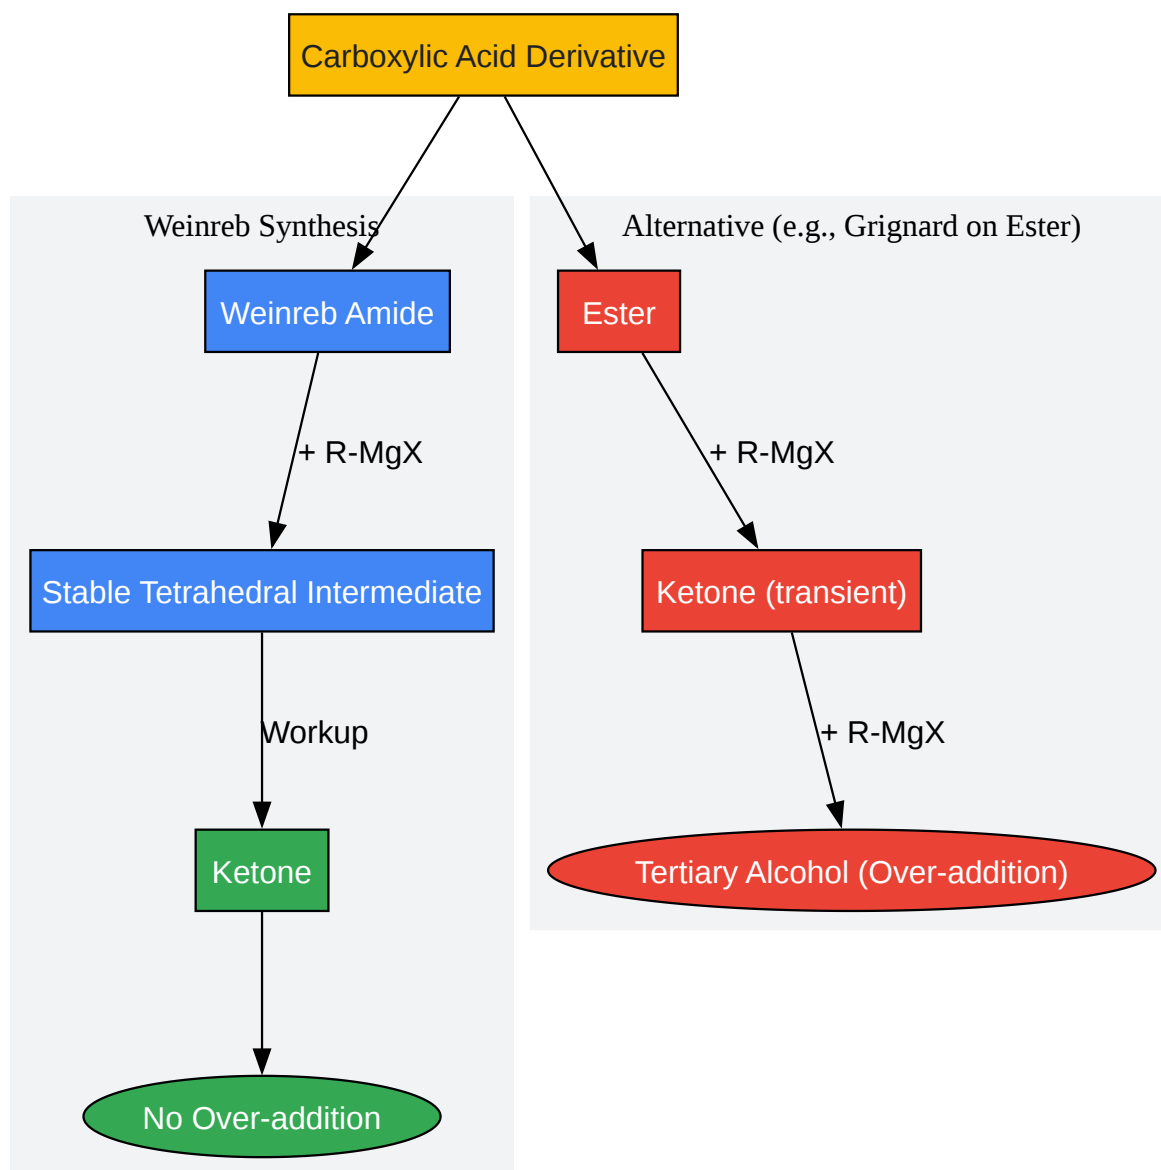 Carboxylic Acid Derivative
Weinreb Synthesis
Alternative (e.g., Grignard on Ester)
Weinreb Amide
Ester
+ R-MgX
+ R-MgX
Stable Tetrahedral Intermediate
Ketone (transient)
Workup
+ R-MgX
Ketone
Tertiary Alcohol (Over-addition)
No Over-addition